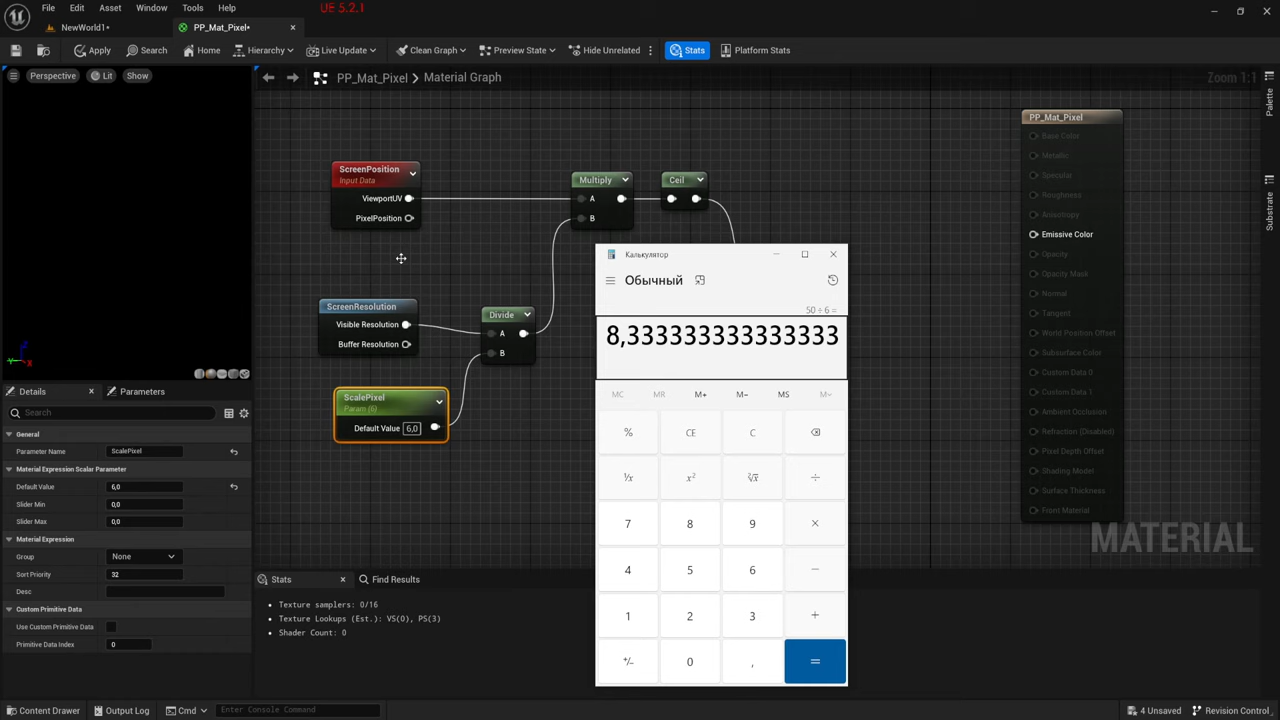 File Edit Asset Window Tools Help UE 5.2.1
NewWorld1* PP_Mat_Pixel*
Apply Search Home Hierarchy Live Update Clean Graph Preview State Hide Unrelated Stats Platform Stats
Perspective Lit Show
PP_Mat_Pixel > Material Graph
Zoom 1:1
Palette
Substrate
ScreenPosition
Input Data
ViewportUV
PixelPosition
Multiply
A
B
Ceil
ScreenResolution
Visible Resolution
Buffer Resolution
Divide
A
B
ScalePixel
Param (6)
Default Value 6,0
PP_Mat_Pixel
Base Color
Metallic
Specular
Roughness
Anisotropy
Emissive Color
Opacity
Opacity Mask
Normal
Tangent
World Position Offset
Subsurface Color
Custom Data 0
Custom Data 1
Ambient Occlusion
Refraction (Disabled)
Pixel Depth Offset
Shading Model
Surface Thickness
Front Material
MATERIAL
Калькулятор
Обычный
50 ÷ 6 =
8,333333333333333
MC MR M+ M− MS M˅
% CE C
¹/x x² ²√x ÷
7 8 9 ×
4 5 6 −
1 2 3 +
+/− 0 , =
Details Parameters
Search
General
Parameter Name ScalePixel
Material Expression Scalar Parameter
Default Value 6,0
Slider Min 0,0
Slider Max 0,0
Material Expression
Group None
Sort Priority 32
Desc
Custom Primitive Data
Use Custom Primitive Data
Primitive Data Index 0
Stats Find Results
Texture samplers: 0/16
Texture Lookups (Est.): VS(0), PS(3)
Shader Count: 0
Content Drawer Output Log Cmd Enter Console Command 4 Unsaved Revision Control